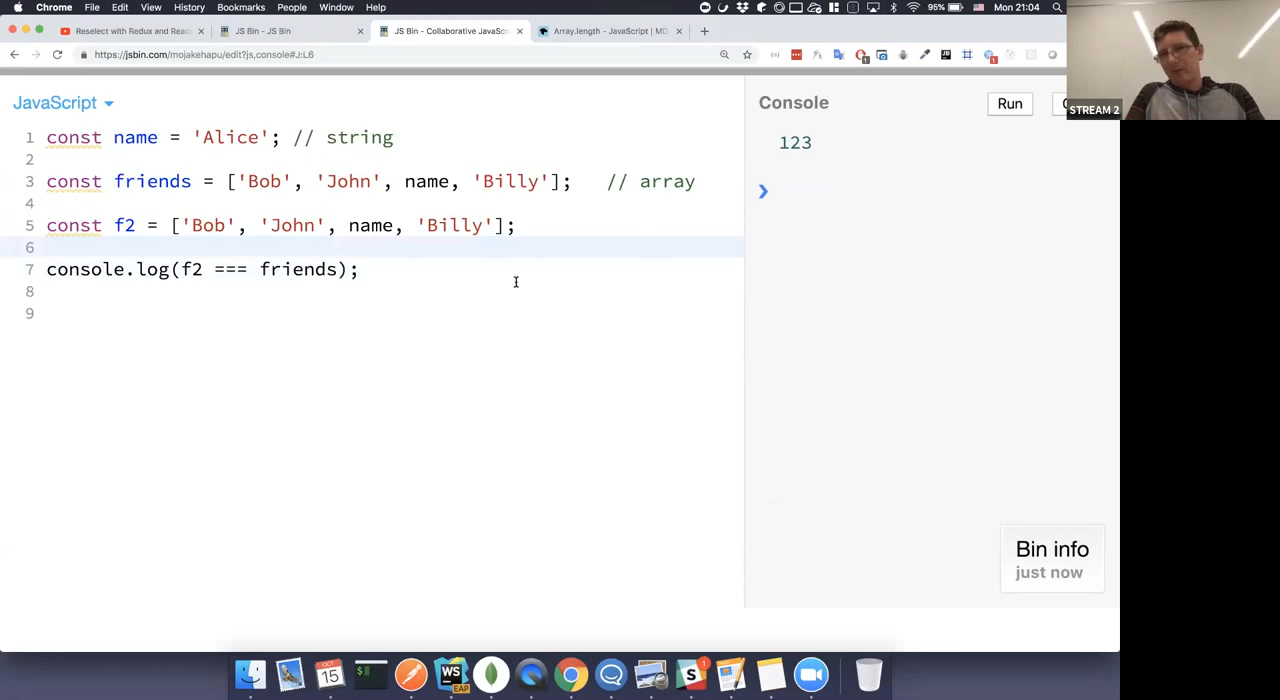 Chrome File Edit View History Bookmarks People Window Help 95% Mon 21:04
Reselect with Redux and Reac × JS Bin - JS Bin × JS Bin - Collaborative JavaScr × Array.length - JavaScript | MD × +
https://jsbin.com/mojakehapu/edit?js,console#J:L6
STREAM 2
JavaScript
Console
Run
1 const name = 'Alice'; // string
123
2
3 const friends = ['Bob', 'John', name, 'Billy']; // array
4
5 const f2 = ['Bob', 'John', name, 'Billy'];
6
7 console.log(f2 === friends);
8
9
Bin info
just now
OCT
15
WS
EAP
S
1